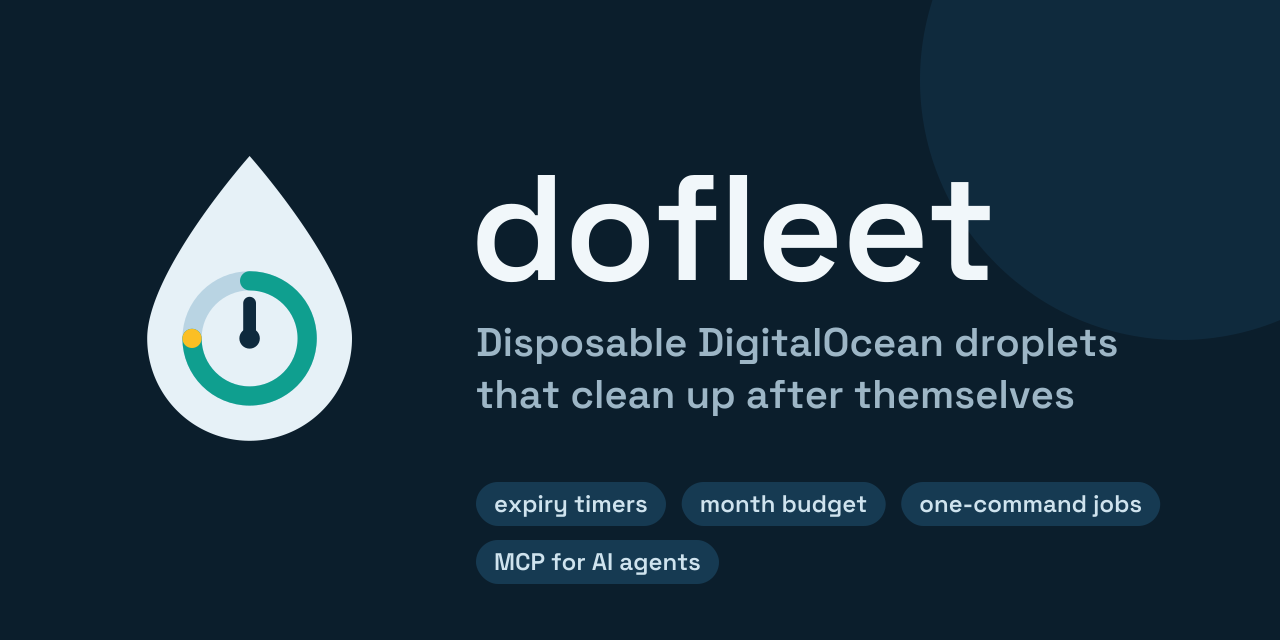 dofleet
Disposable DigitalOcean droplets
that clean up after themselves
expiry timers month budget one-command jobs
MCP for AI agents